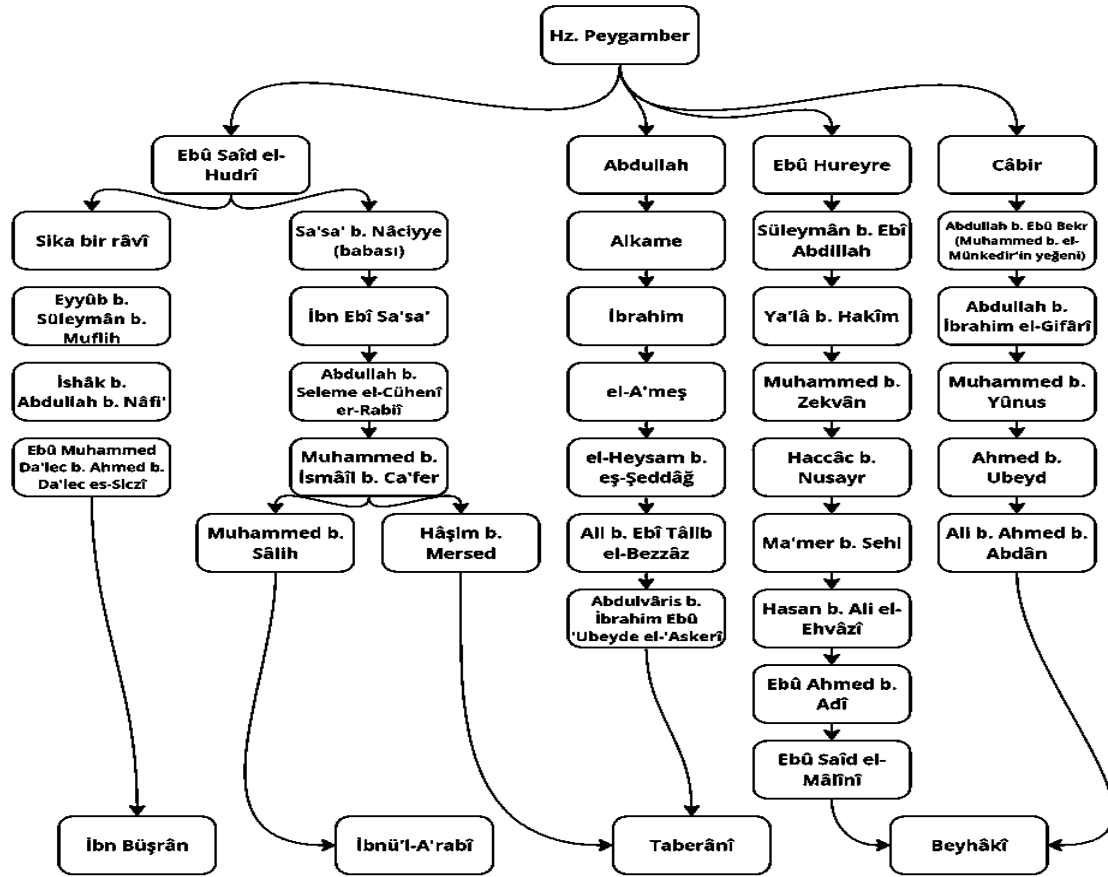 Hz. Peygamber
Ebû Saîd el-
Hudrî
Abdullah
Ebû Hureyre
Câbir
Sika bir râvî
Sa'sa' b. Nâciyye
(babası)
Alkame
Süleymân b. Ebî
Abdillah
Abdullah b. Ebû Bekr
(Muhammed b. el-
Münkedir'in yeğeni)
Eyyûb b.
Süleymân b.
Muflih
İbn Ebî Sa'sa'
İbrahim
Ya'lâ b. Hakîm
Abdullah b.
İbrahim el-Gifârî
İshâk b.
Abdullah b. Nâfi'
Abdullah b.
Seleme el-Cühenî
er-Rabiî
el-A'meş
Muhammed b.
Zekvân
Muhammed b.
Yûnus
Ebû Muhammed
Da'lec b. Ahmed b.
Da'lec es-Siczî
Muhammed b.
İsmâîl b. Ca'fer
el-Heysam b.
eş-Şeddâğ
Haccâc b.
Nusayr
Ahmed b.
Ubeyd
Muhammed b.
Sâlih
Hâşim b.
Mersed
Ali b. Ebî Tâlib
el-Bezzâz
Ma'mer b. Sehl
Ali b. Ahmed b.
Abdân
Abdulvâris b.
İbrahim Ebû
'Ubeyde el-'Askerî
Hasan b. Ali el-
Ehvâzî
Ebû Ahmed b.
Adî
Ebû Saîd el-
Mâlînî
İbn Büşrân
İbnü'l-A'rabî
Taberânî
Beyhâkî